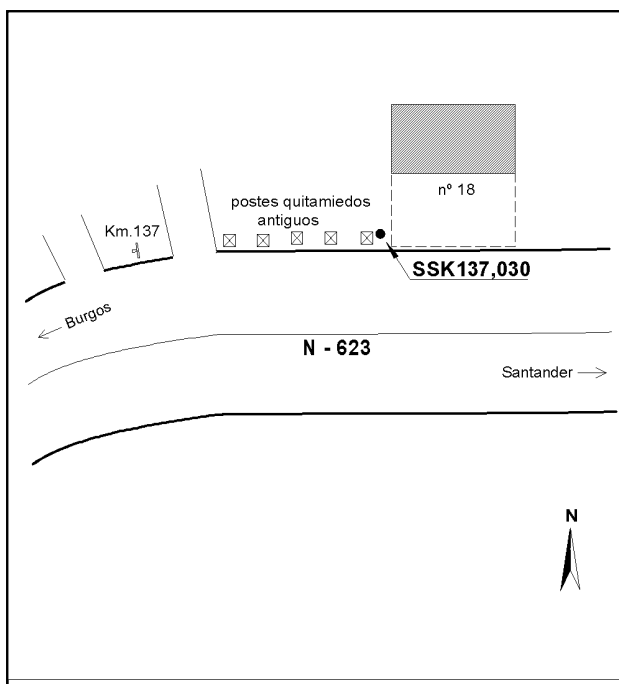 nº 18
postes quitamiedos
antiguos
Km.137
SSK137,030
Burgos
N - 623
Santander
N